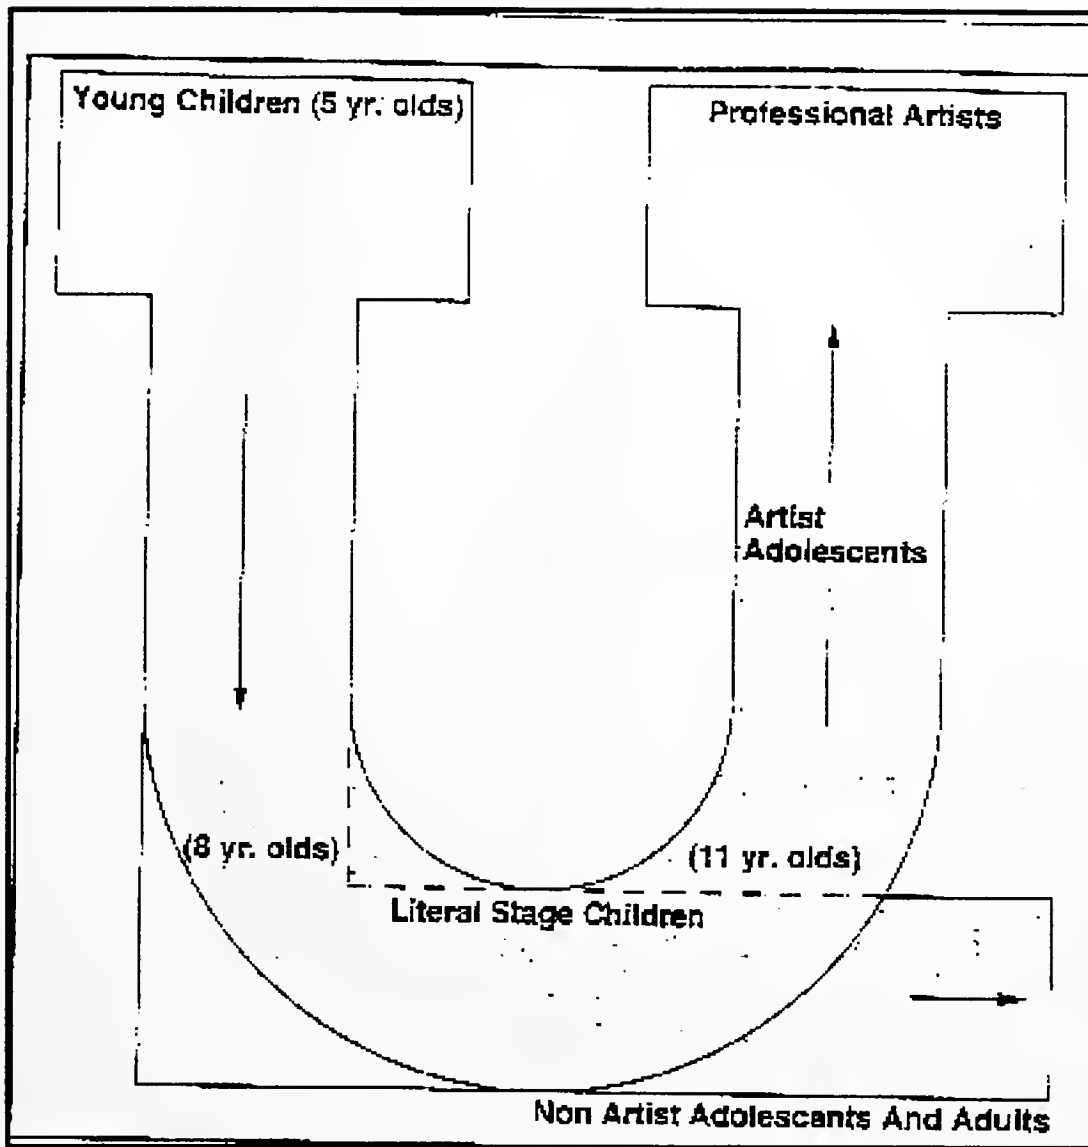 Young Children (5 yr. olds)
Professional Artists
Artist
Adolescents
(8 yr. olds)
(11 yr. olds)
Literal Stage Children
Non Artist Adolescants And Adults